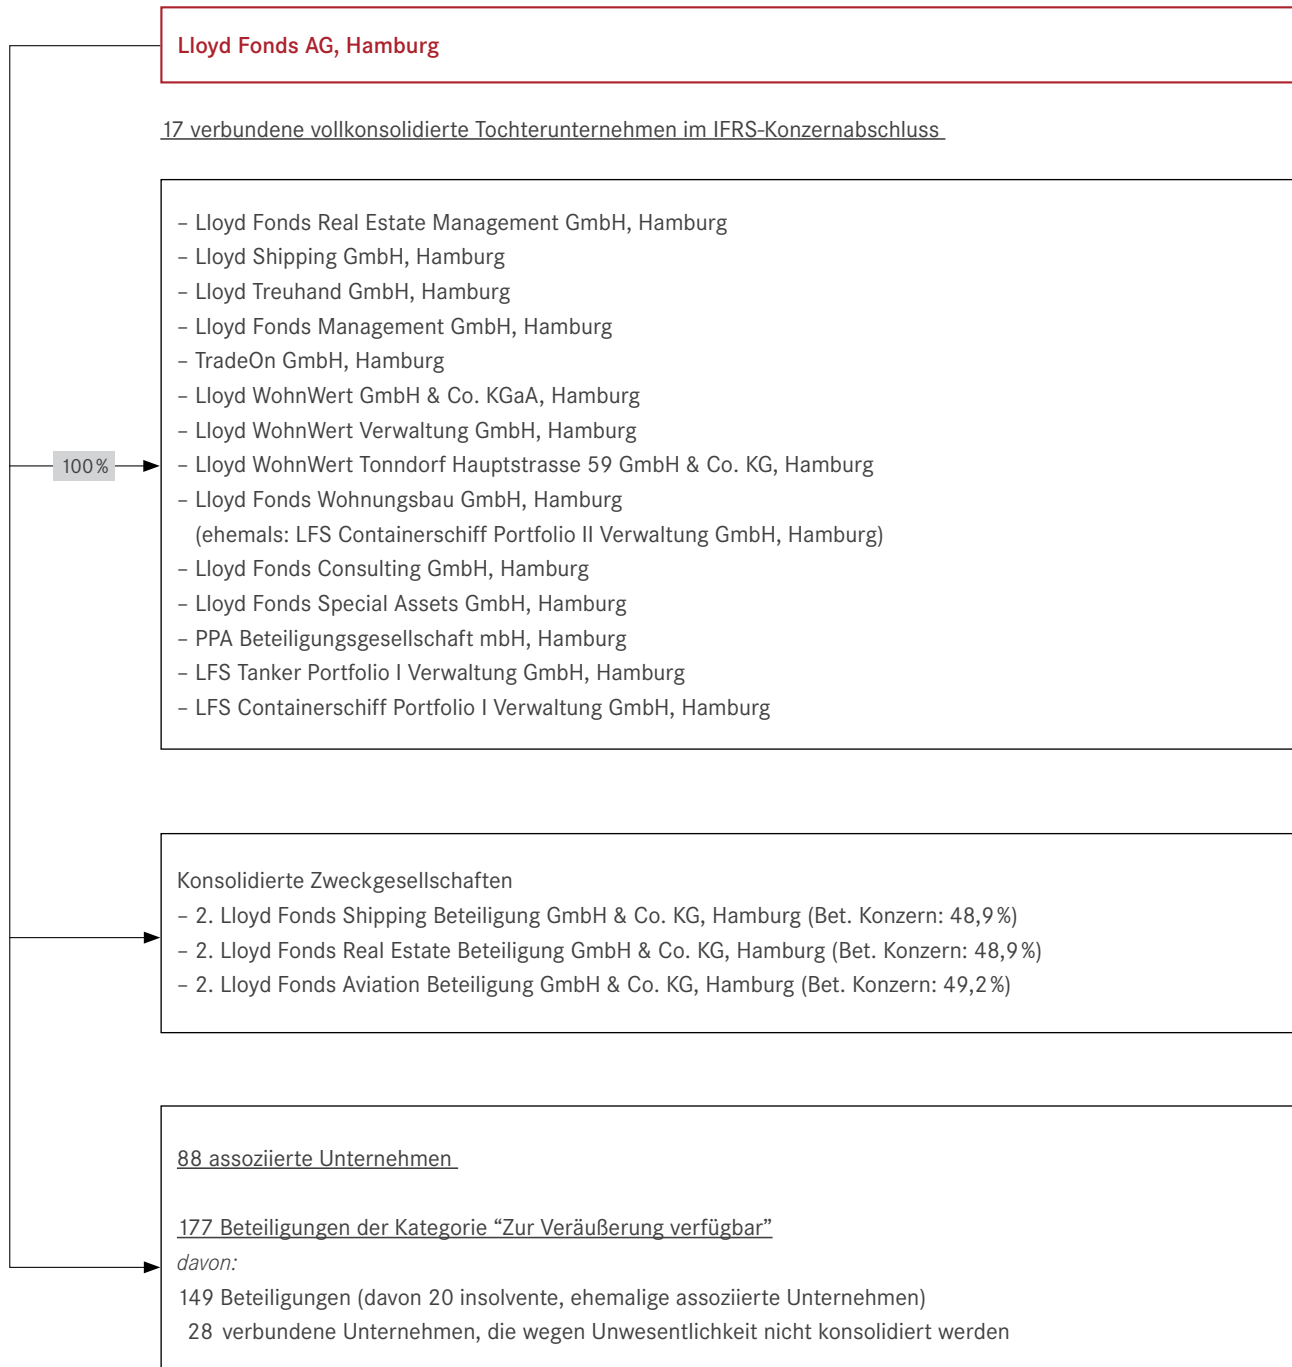 Lloyd Fonds AG, Hamburg
17 verbundene vollkonsolidierte Tochterunternehmen im IFRS-Konzernabschluss
– Lloyd Fonds Real Estate Management GmbH, Hamburg
– Lloyd Shipping GmbH, Hamburg
– Lloyd Treuhand GmbH, Hamburg
– Lloyd Fonds Management GmbH, Hamburg
– TradeOn GmbH, Hamburg
– Lloyd WohnWert GmbH & Co. KGaA, Hamburg
– Lloyd WohnWert Verwaltung GmbH, Hamburg
100 %
– Lloyd WohnWert Tonndorf Hauptstrasse 59 GmbH & Co. KG, Hamburg
– Lloyd Fonds Wohnungsbau GmbH, Hamburg
(ehemals: LFS Containerschiff Portfolio II Verwaltung GmbH, Hamburg)
– Lloyd Fonds Consulting GmbH, Hamburg
– Lloyd Fonds Special Assets GmbH, Hamburg
– PPA Beteiligungsgesellschaft mbH, Hamburg
– LFS Tanker Portfolio I Verwaltung GmbH, Hamburg
– LFS Containerschiff Portfolio I Verwaltung GmbH, Hamburg
Konsolidierte Zweckgesellschaften
– 2. Lloyd Fonds Shipping Beteiligung GmbH & Co. KG, Hamburg (Bet. Konzern: 48,9 %)
– 2. Lloyd Fonds Real Estate Beteiligung GmbH & Co. KG, Hamburg (Bet. Konzern: 48,9 %)
– 2. Lloyd Fonds Aviation Beteiligung GmbH & Co. KG, Hamburg (Bet. Konzern: 49,2 %)
88 assoziierte Unternehmen
177 Beteiligungen der Kategorie “Zur Veräußerung verfügbar”
davon:
149 Beteiligungen (davon 20 insolvente, ehemalige assoziierte Unternehmen)
28 verbundene Unternehmen, die wegen Unwesentlichkeit nicht konsolidiert werden